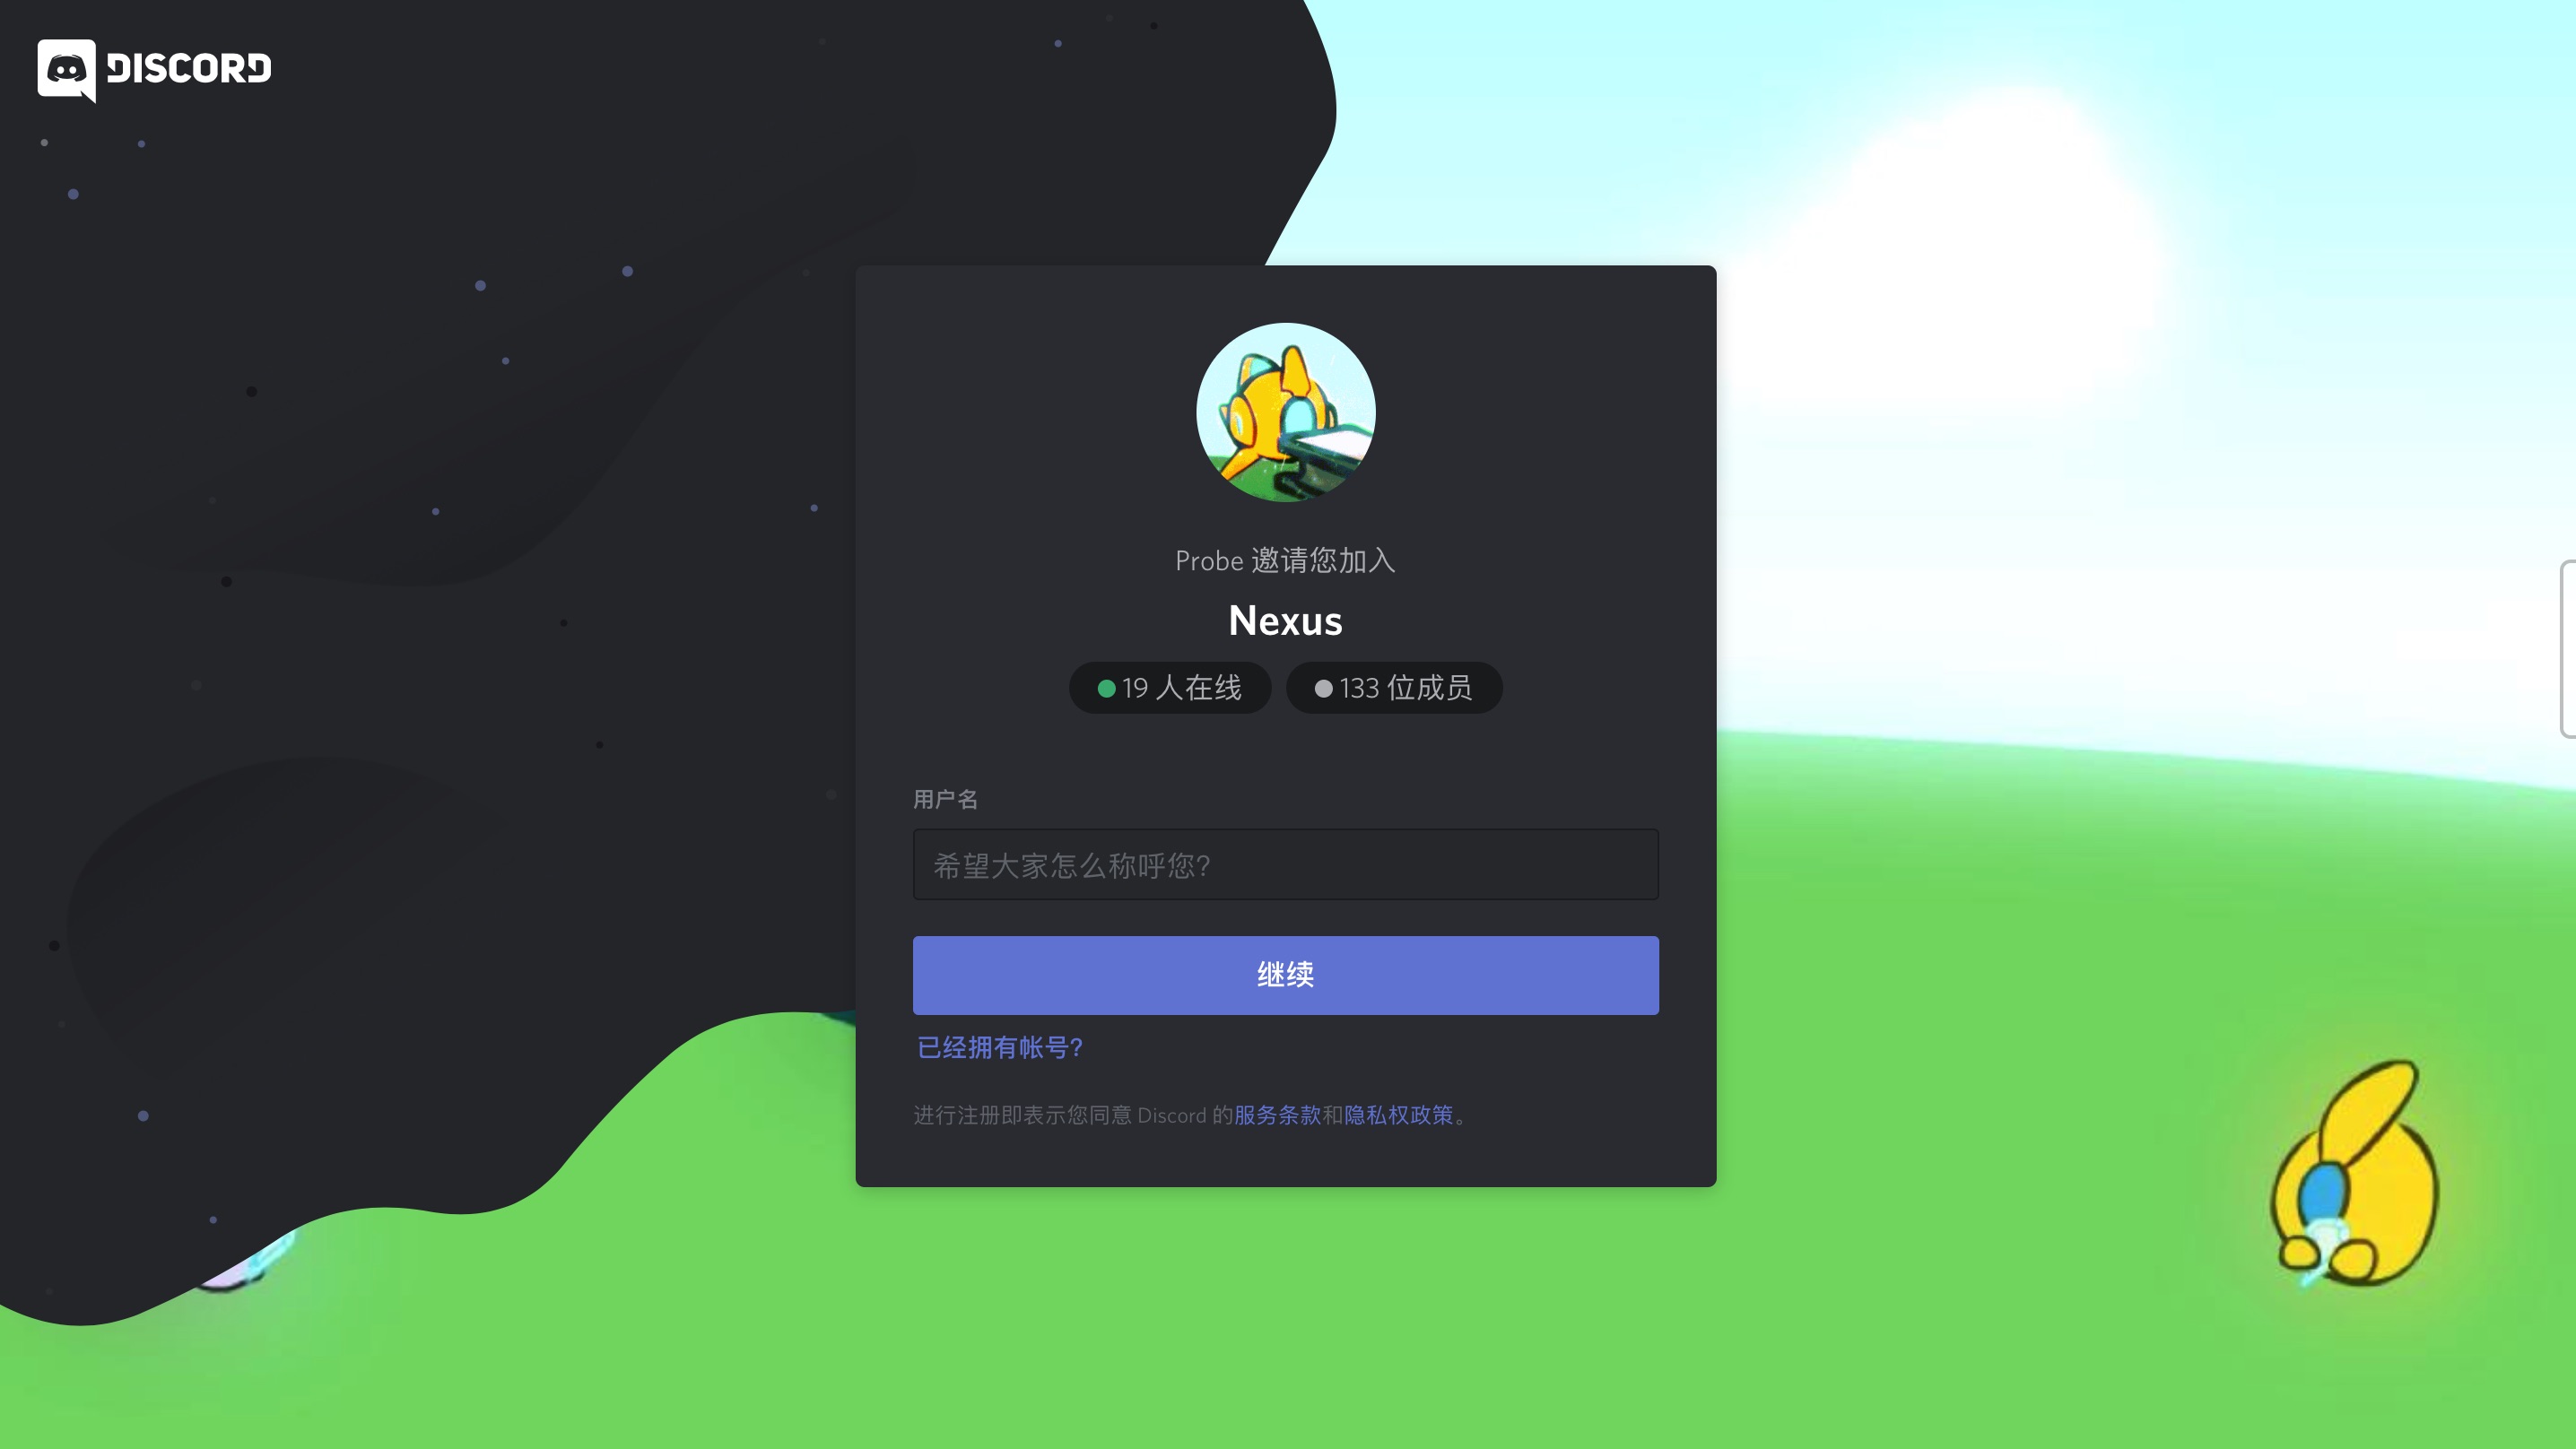 DISCORD
Probe 邀请您加入
Nexus
19 人在线
133 位成员
用户名
希望大家怎么称呼您?
继续
已经拥有帐号?
进行注册即表示您同意 Discord 的服务条款和隐私权政策。